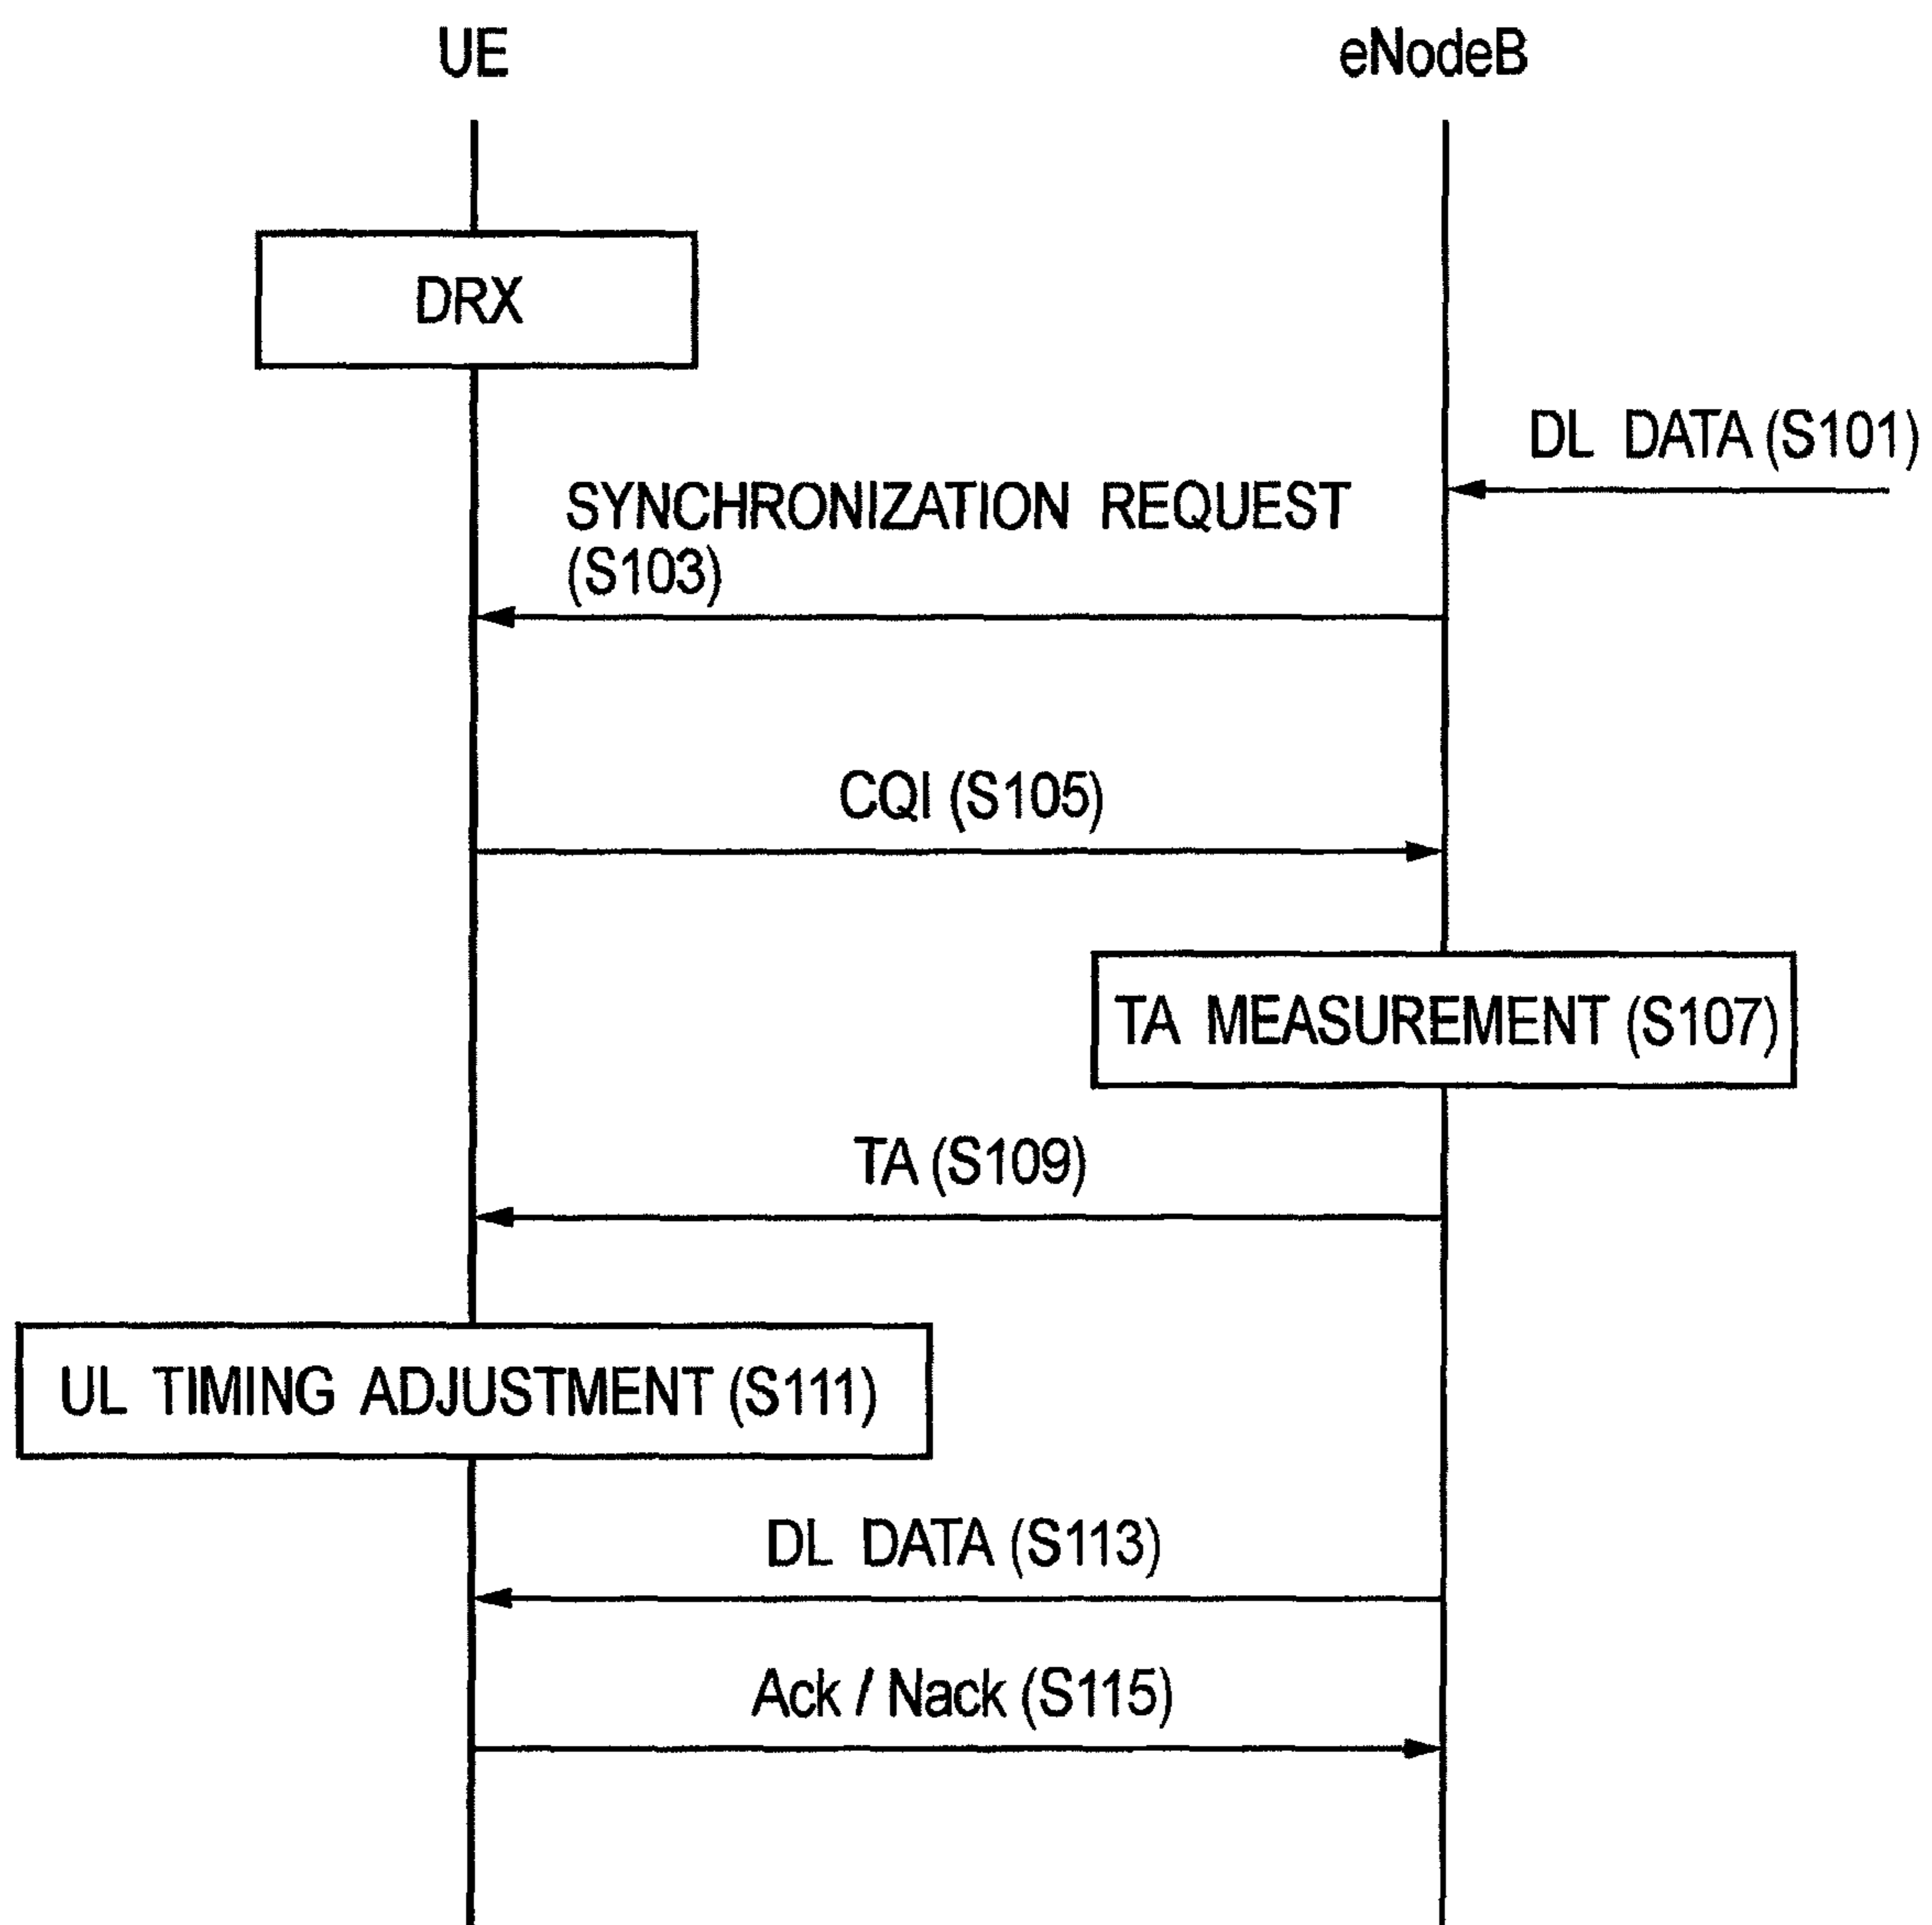 UE
eNodeB
DRX
DL DATA (S101)
SYNCHRONIZATION REQUEST
(S103)
CQI (S105)
TA MEASUREMENT (S107)
TA (S109)
UL TIMING ADJUSTMENT (S111)
DL DATA (S113)
Ack / Nack (S115)